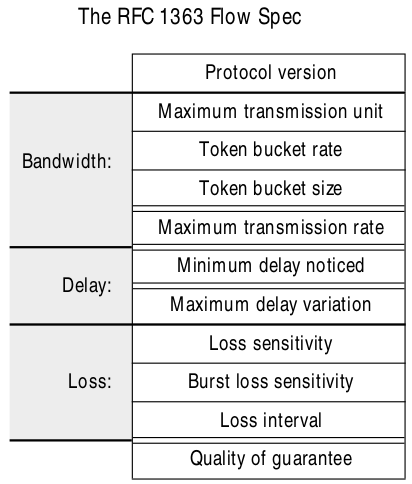 The RFC 1363 Flow Spec
Protocol version
Bandwidth:
Maximum transmission unit
Token bucket rate
Token bucket size
Maximum transmission rate
Delay:
Minimum delay noticed
Maximum delay variation
Loss:
Loss sensitivity
Burst loss sensitivity
Loss interval
Quality of guarantee